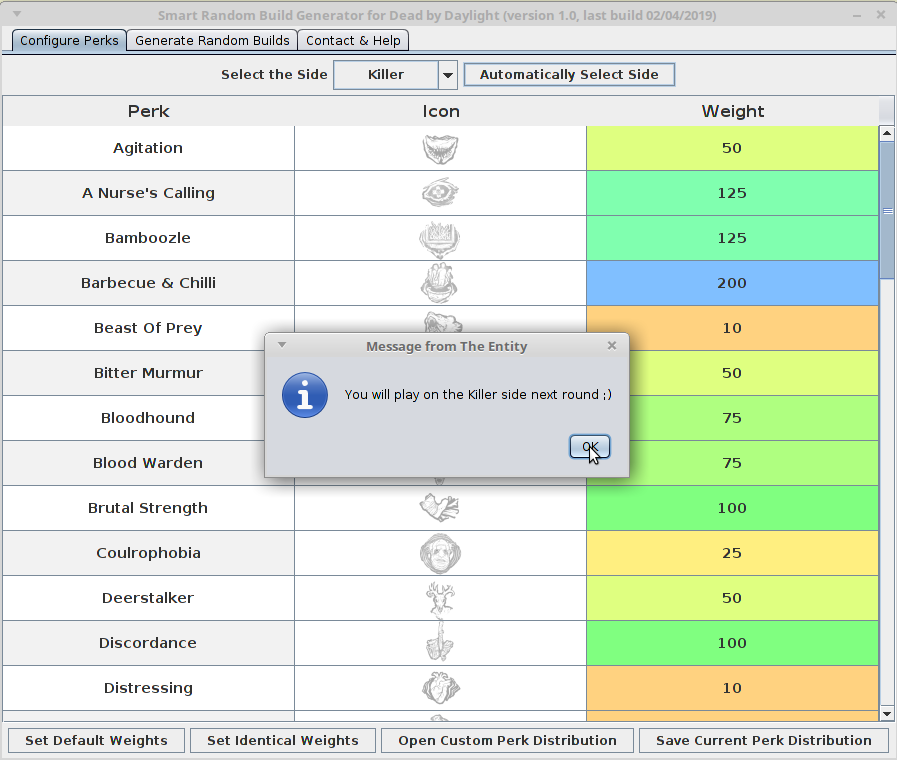 Smart Random Build Generator for Dead by Daylight (version 1.0, last build 02/04/2019)
Configure Perks Generate Random Builds Contact & Help
Select the Side Killer Automatically Select Side
Perk Icon Weight
Agitation 50
A Nurse's Calling 125
Bamboozle 125
Barbecue & Chilli 200
Beast Of Prey 10
Message from The Entity
Bitter Murmur 50
You will play on the Killer side next round ;)
Bloodhound 75
OK
Blood Warden 75
Brutal Strength 100
Coulrophobia 25
Deerstalker 50
Discordance 100
Distressing 10
Set Default Weights Set Identical Weights Open Custom Perk Distribution Save Current Perk Distribution